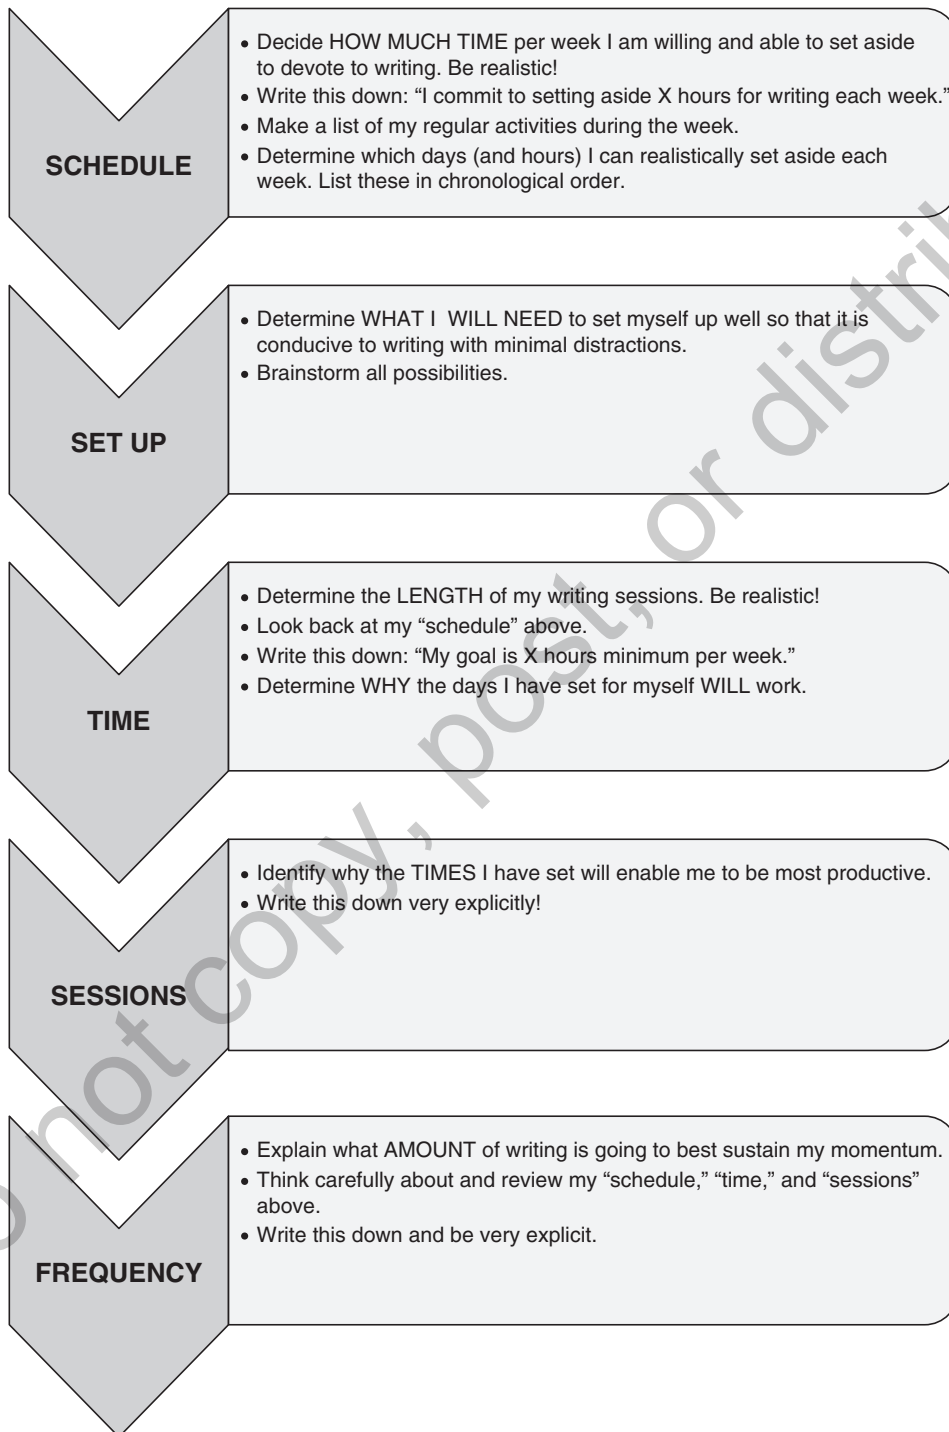 • Decide HOW MUCH TIME per week I am willing and able to set aside
to devote to writing. Be realistic!
• Write this down: “I commit to setting aside X hours for writing each week.”
• Make a list of my regular activities during the week.
SCHEDULE
• Determine which days (and hours) I can realistically set aside each
week. List these in chronological order.
• Determine WHAT I WILL NEED to set myself up well so that it is
conducive to writing with minimal distractions.
• Brainstorm all possibilities.
SET UP
• Determine the LENGTH of my writing sessions. Be realistic!
• Look back at my “schedule” above.
• Write this down: “My goal is X hours minimum per week.”
• Determine WHY the days I have set for myself WILL work.
TIME
• Identify why the TIMES I have set will enable me to be most productive.
• Write this down very explicitly!
SESSIONS
• Explain what AMOUNT of writing is going to best sustain my momentum.
• Think carefully about and review my “schedule,” “time,” and “sessions”
above.
• Write this down and be very explicit.
FREQUENCY
o not copy, post, or distrib